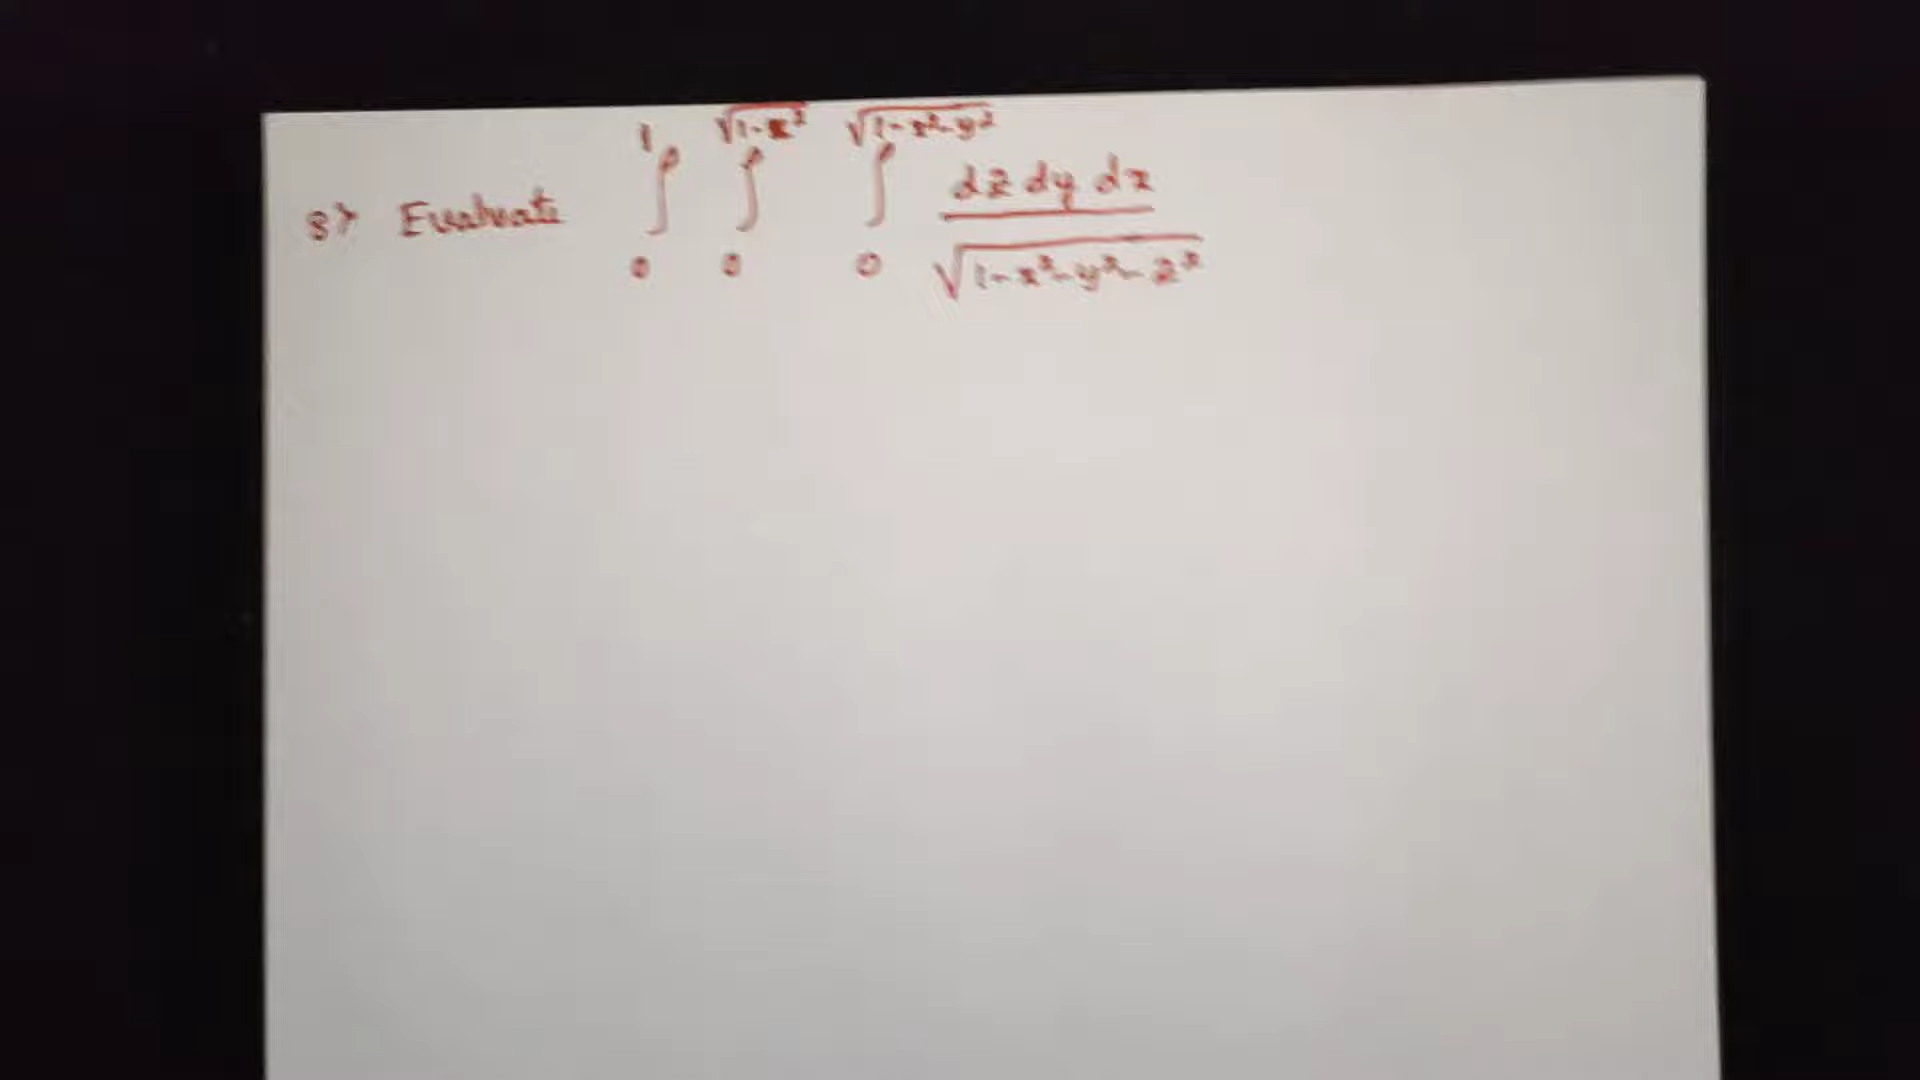 8) Evaluate ∫₀¹ ∫₀^√(1-x²) ∫₀^√(1-x²-y²) dz dy dx / √(1-x²-y²-z²)